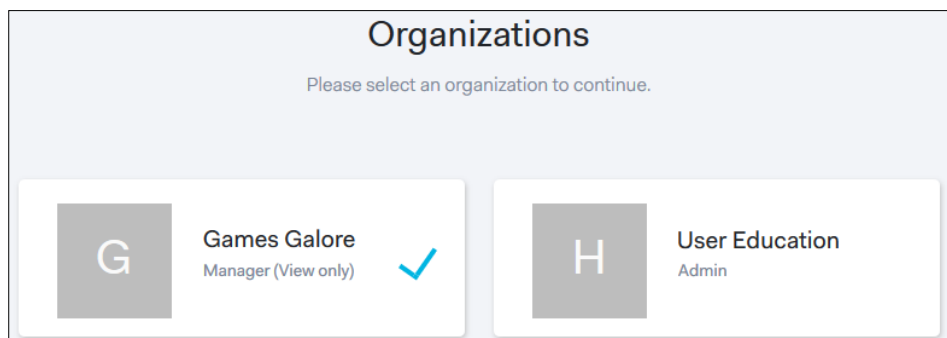 Organizations
Please select an organization to continue.
G
Games Galore
Manager (View only)
H
User Education
Admin